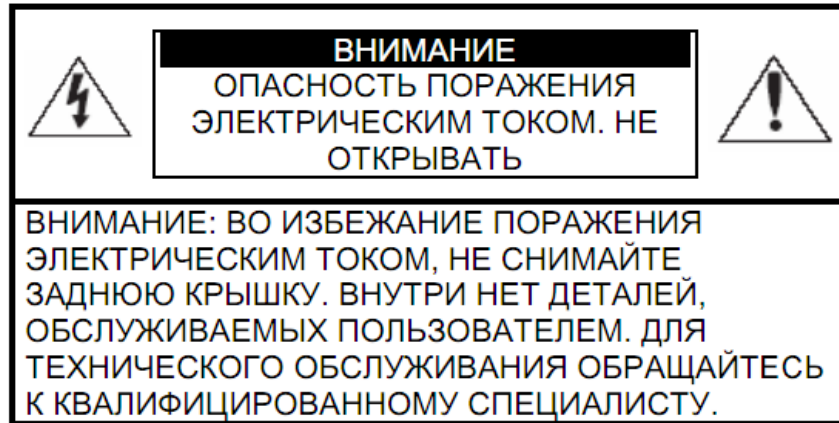 ВНИМАНИЕ
ОПАСНОСТЬ ПОРАЖЕНИЯ
ЭЛЕКТРИЧЕСКИМ ТОКОМ. НЕ
ОТКРЫВАТЬ
ВНИМАНИЕ: ВО ИЗБЕЖАНИЕ ПОРАЖЕНИЯ
ЭЛЕКТРИЧЕСКИМ ТОКОМ, НЕ СНИМАЙТЕ
ЗАДНЮЮ КРЫШКУ. ВНУТРИ НЕТ ДЕТАЛЕЙ,
ОБСЛУЖИВАЕМЫХ ПОЛЬЗОВАТЕЛЕМ. ДЛЯ
ТЕХНИЧЕСКОГО ОБСЛУЖИВАНИЯ ОБРАЩАЙТЕСЬ
К КВАЛИФИЦИРОВАННОМУ СПЕЦИАЛИСТУ.